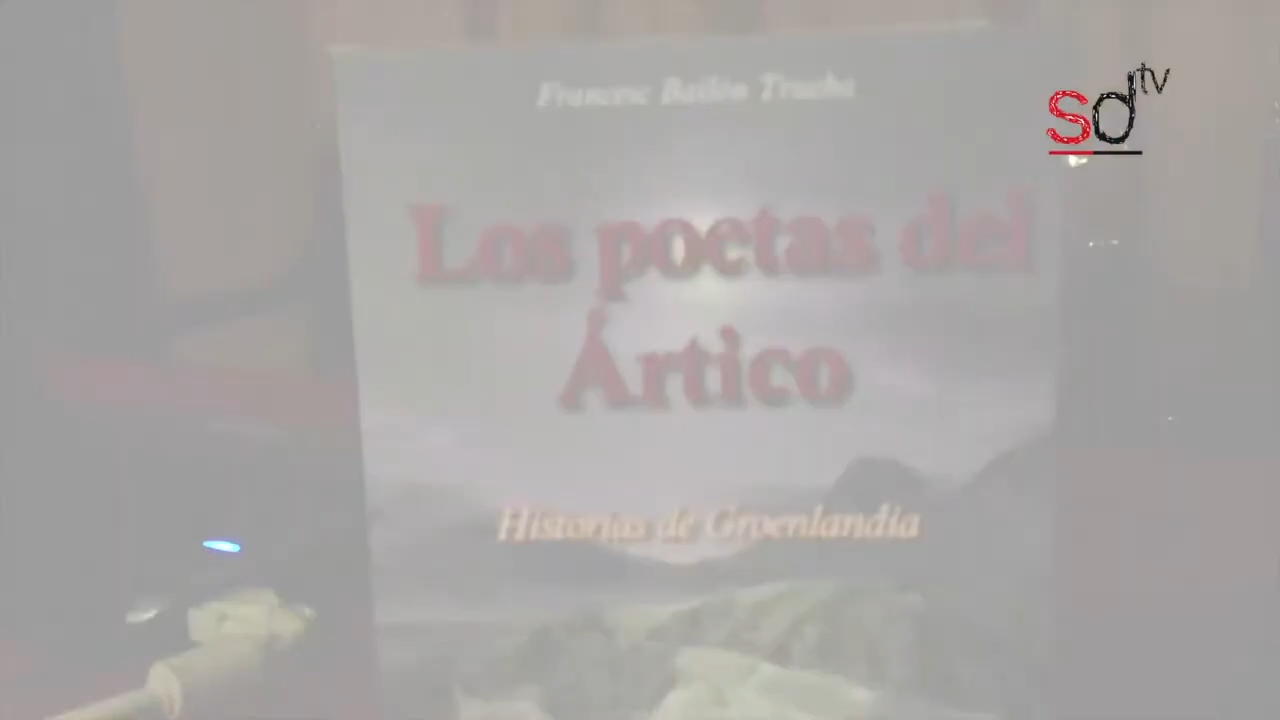 Francesc Bailón Trueba
sd tv
Los poetas del
Ártico
Historias de Groenlandia